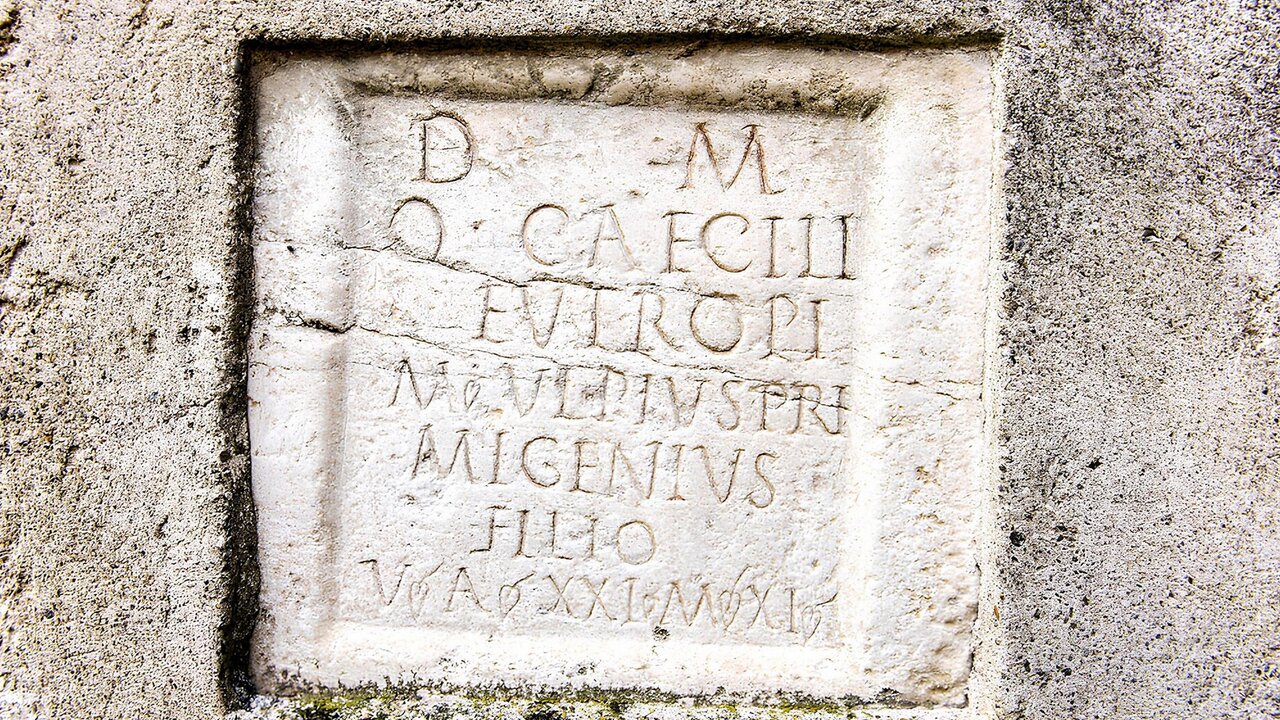 D M
Q · CAECILI
EVTROPI
M VLPIVS PRI
MIGENIVS
FILIO
V A XXI M XI